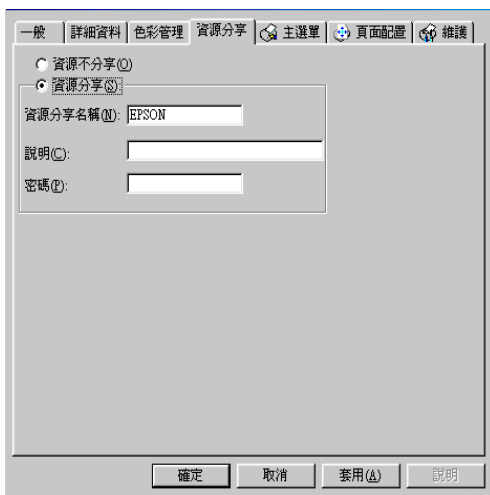 一般 詳細資料 色彩管理 資源分享 主選單 頁面配置 維護
資源不分享(O)
資源分享(S):
資源分享名稱(N): EPSON
說明(C):
密碼(P):
確定 取消 套用(A) 說明